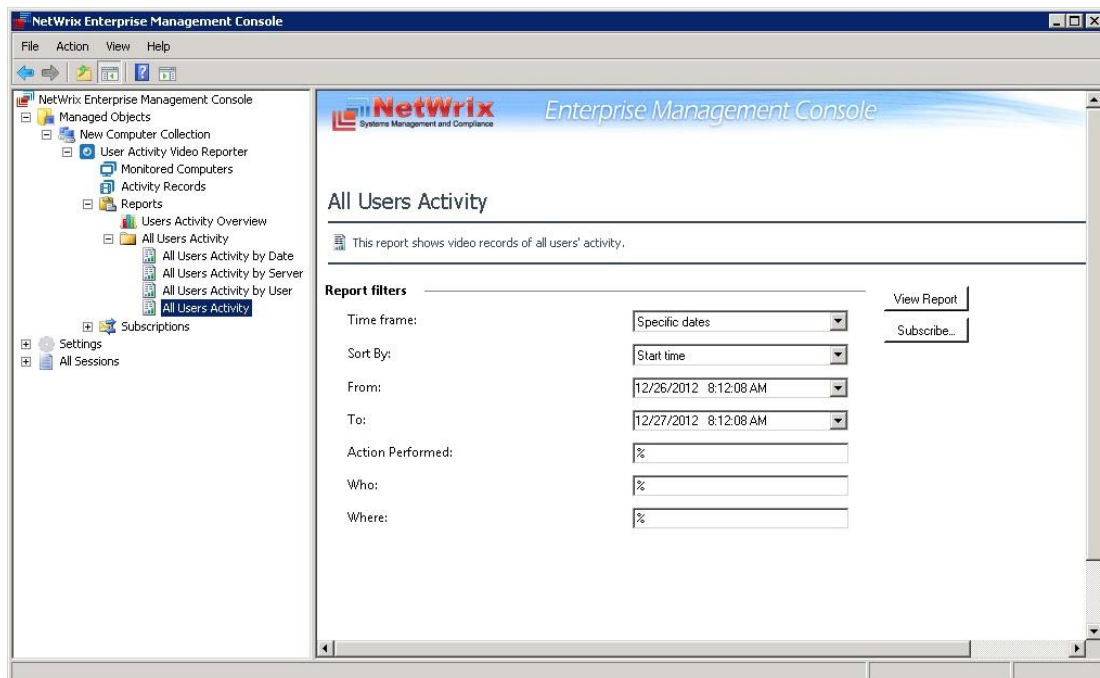 NetWrix Enterprise Management Console
File Action View Help
NetWrix Enterprise Management Console
Managed Objects
New Computer Collection
User Activity Video Reporter
Monitored Computers
Activity Records
Reports
Users Activity Overview
All Users Activity
All Users Activity by Date
All Users Activity by Server
All Users Activity by User
All Users Activity
Subscriptions
Settings
All Sessions
NetWrix
Systems Management and Compliance
Enterprise Management Console
All Users Activity
This report shows video records of all users' activity.
Report filters
View Report
Time frame: Specific dates
Subscribe...
Sort By: Start time
From: 12/26/2012 8:12:08 AM
To: 12/27/2012 8:12:08 AM
Action Performed: %
Who: %
Where: %